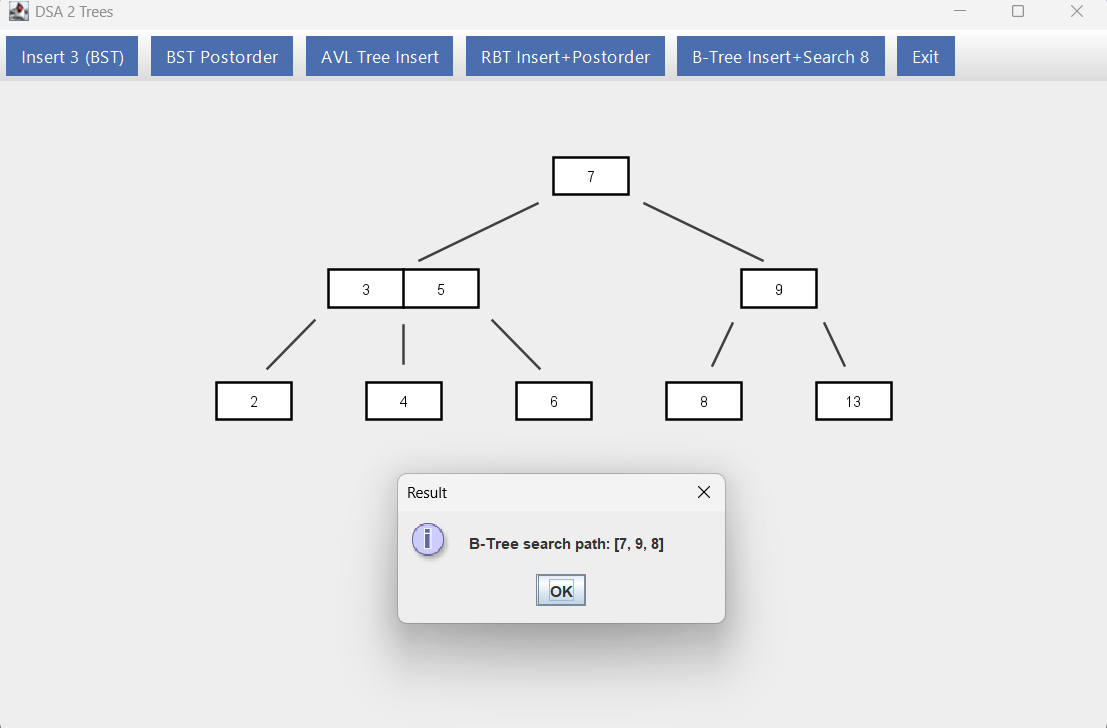 DSA 2 Trees
Insert 3 (BST) BST Postorder AVL Tree Insert RBT Insert+Postorder B-Tree Insert+Search 8 Exit
7
3 5 9
2 4 6 8 13
Result
i B-Tree search path: [7, 9, 8]
OK